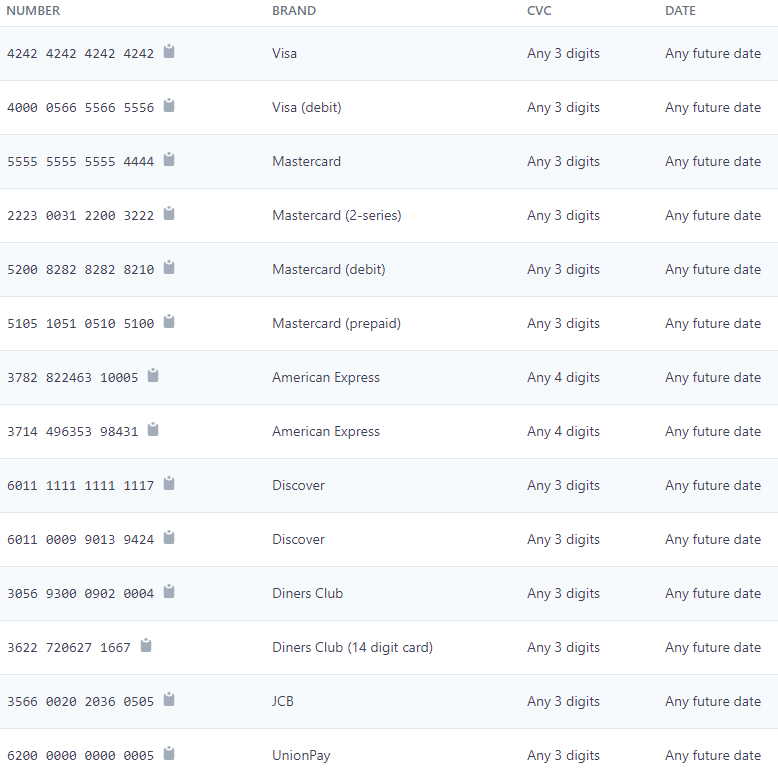 NUMBER BRAND CVC DATE
4242 4242 4242 4242 Visa Any 3 digits Any future date
4000 0566 5566 5556 Visa (debit) Any 3 digits Any future date
5555 5555 5555 4444 Mastercard Any 3 digits Any future date
2223 0031 2200 3222 Mastercard (2-series) Any 3 digits Any future date
5200 8282 8282 8210 Mastercard (debit) Any 3 digits Any future date
5105 1051 0510 5100 Mastercard (prepaid) Any 3 digits Any future date
3782 822463 10005 American Express Any 4 digits Any future date
3714 496353 98431 American Express Any 4 digits Any future date
6011 1111 1111 1117 Discover Any 3 digits Any future date
6011 0009 9013 9424 Discover Any 3 digits Any future date
3056 9300 0902 0004 Diners Club Any 3 digits Any future date
3622 720627 1667 Diners Club (14 digit card) Any 3 digits Any future date
3566 0020 2036 0505 JCB Any 3 digits Any future date
6200 0000 0000 0005 UnionPay Any 3 digits Any future date